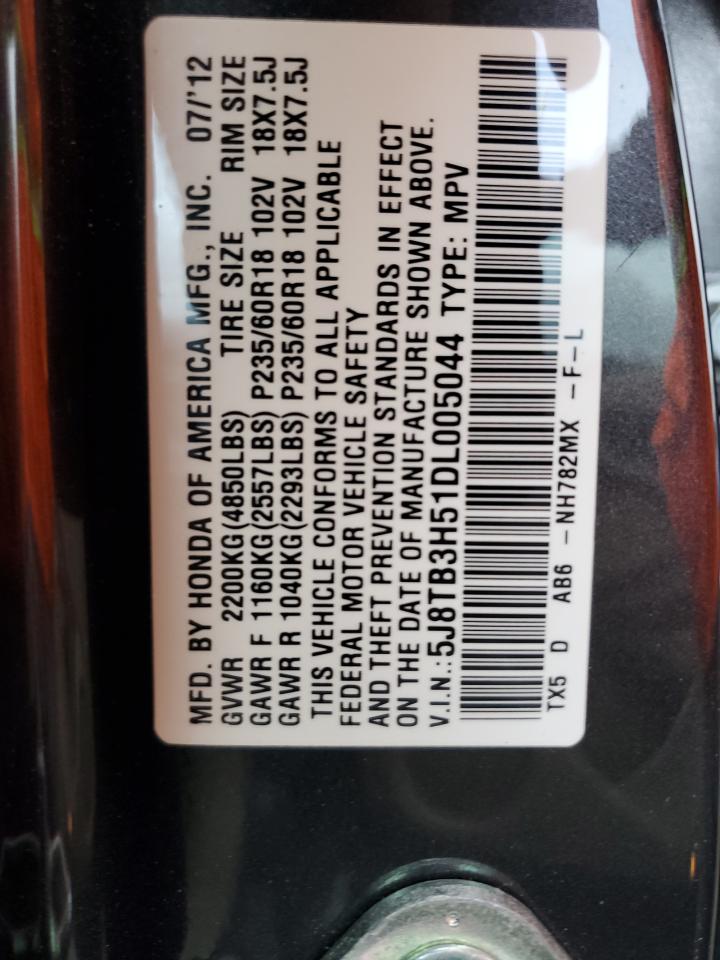 MFD. BY HONDA OF AMERICA MFG., INC. 07/'12
GVWR 2200KG(4850LBS) TIRE SIZE RIM SIZE
GAWR F 1160KG(2557LBS) P235/60R18 102V 18X7.5J
GAWR R 1040KG(2293LBS) P235/60R18 102V 18X7.5J
THIS VEHICLE CONFORMS TO ALL APPLICABLE
FEDERAL MOTOR VEHICLE SAFETY
AND THEFT PREVENTION STANDARDS IN EFFECT
ON THE DATE OF MANUFACTURE SHOWN ABOVE.
V.I.N.:5J8TB3H51DL005044 TYPE: MPV
TX5 D AB6 -NH782MX -F-L